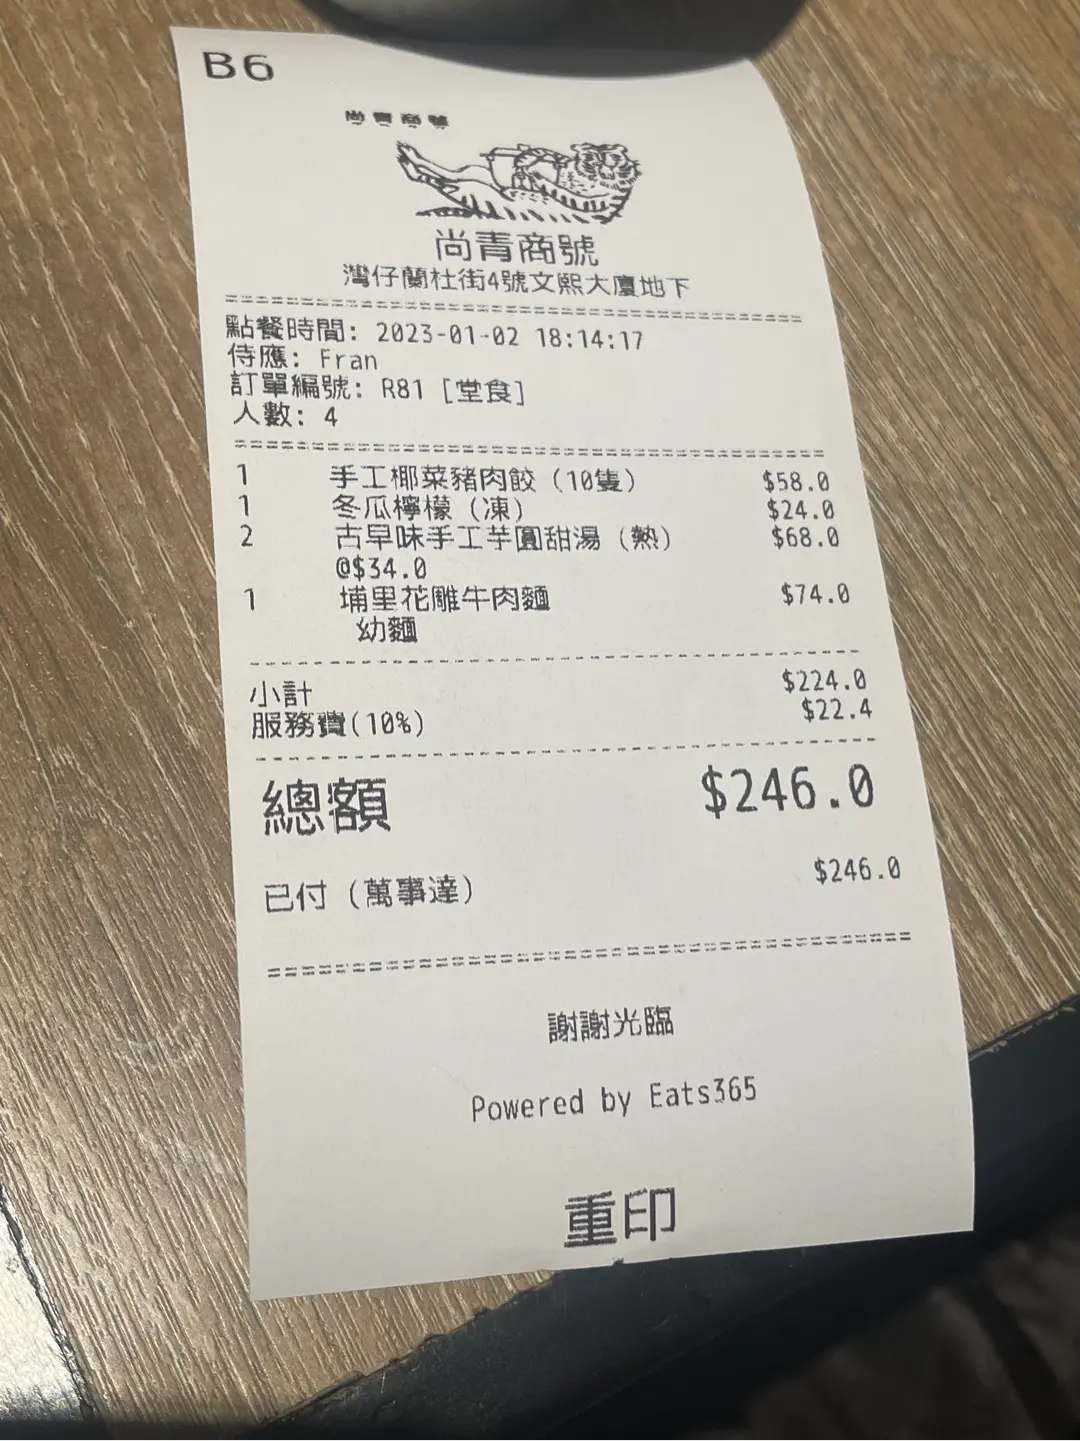 B6
尚青商號
尚青商號
灣仔蘭杜街4號文熙大廈地下
點餐時間: 2023-01-02 18:14:17
侍應: Fran
訂單編號: R81 [堂食]
人數: 4
1 手工椰菜豬肉餃 (10隻) $58.0
1 冬瓜檸檬 (凍) $24.0
2 古早味手工芋圓甜湯 (熱) $68.0
@$34.0
1 埔里花雕牛肉麵 $74.0
幼麵
小計 $224.0
服務費(10%) $22.4
總額 $246.0
已付 (萬事達) $246.0
謝謝光臨
Powered by Eats365
重印